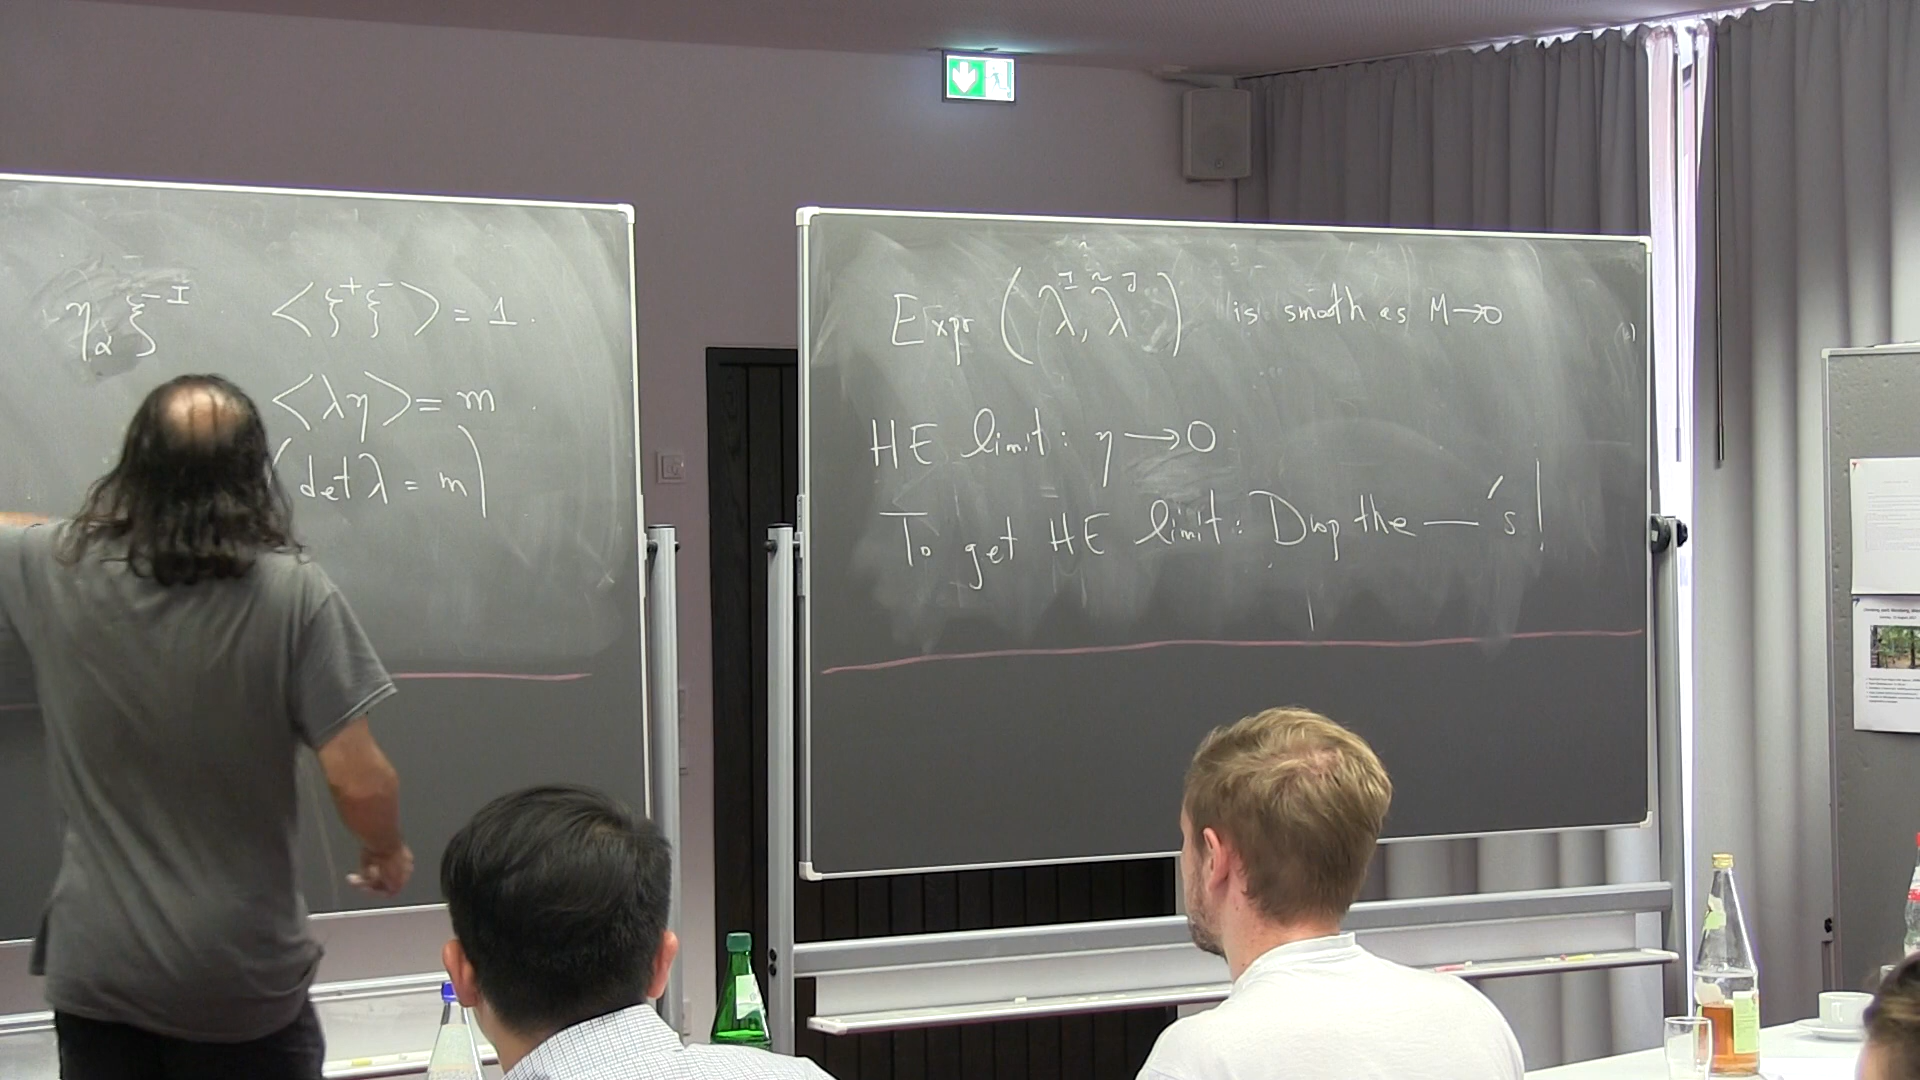 η_α ξ^{-I}
<ξ^+ ξ^-> = 1.
<λη> = m.
(det λ = m)
Expr (λ^I, λ̃^J) is smooth as M→0
HE limit: η → 0
To get HE limit: Drop the —'s!